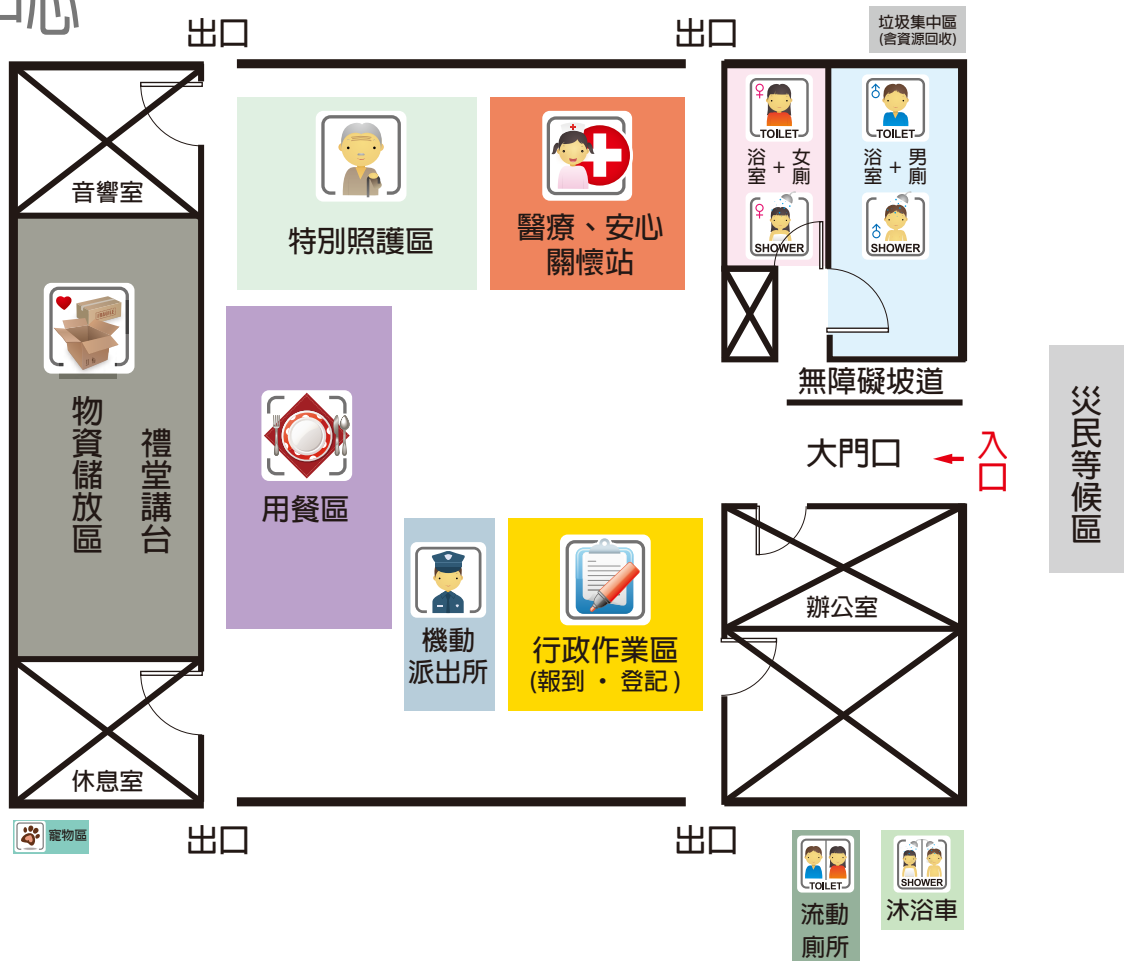 心
出口
出口
垃圾集中區
(含資源回收)
TOILET
浴室+女廁
SHOWER
TOILET
浴室+男廁
SHOWER
音響室
特別照護區
醫療、安心
關懷站
物資儲放區
禮堂講台
用餐區
無障礙坡道
大門口
入口
災民等候區
機動
派出所
行政作業區
(報到・登記)
辦公室
休息室
寵物區
出口
出口
TOILET
流動
廁所
SHOWER
沐浴車